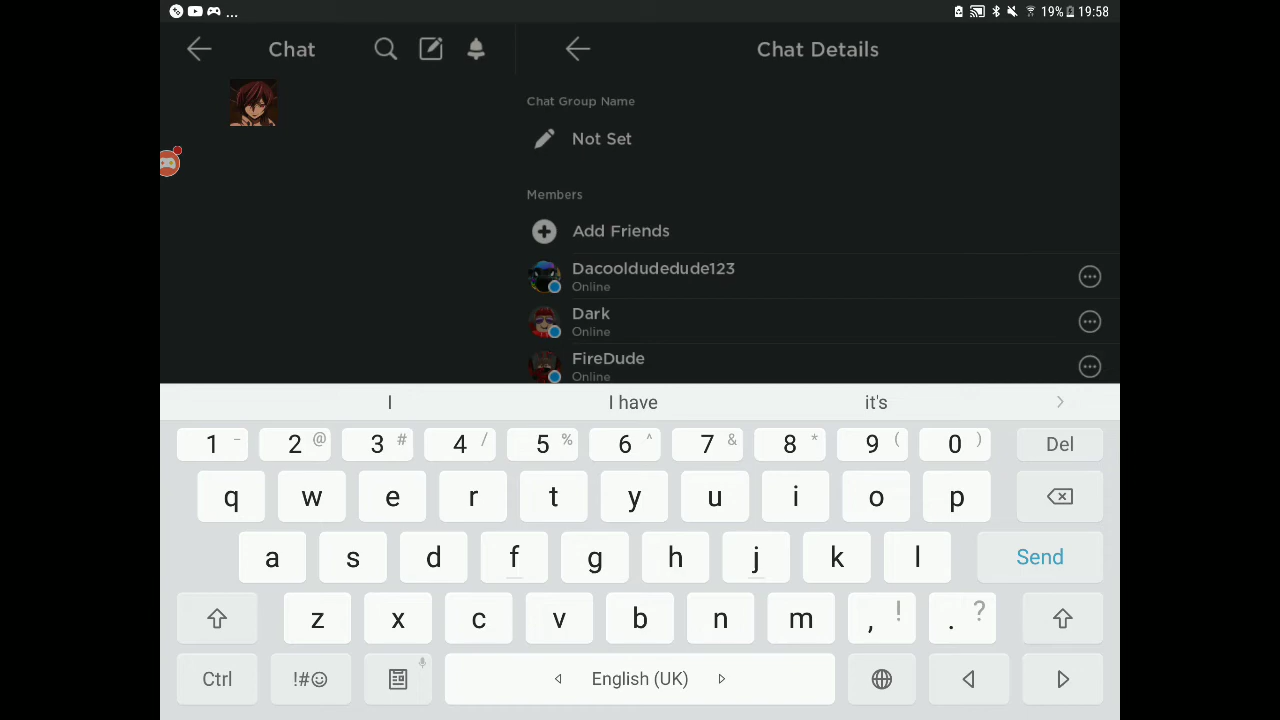 ... 19% 19:58
Chat
Chat Details
Chat Group Name
Not Set
Members
Add Friends
Dacooldudedude123
Online
Dark
Online
FireDude
Online
I I have it's
1 - 2 @ 3 # 4 / 5 % 6 ^ 7 & 8 * 9 ( 0 ) Del
q w e r t y u i o p
a s d f g h j k l Send
z x c v b n m , ! . ?
Ctrl !#☺ English (UK)